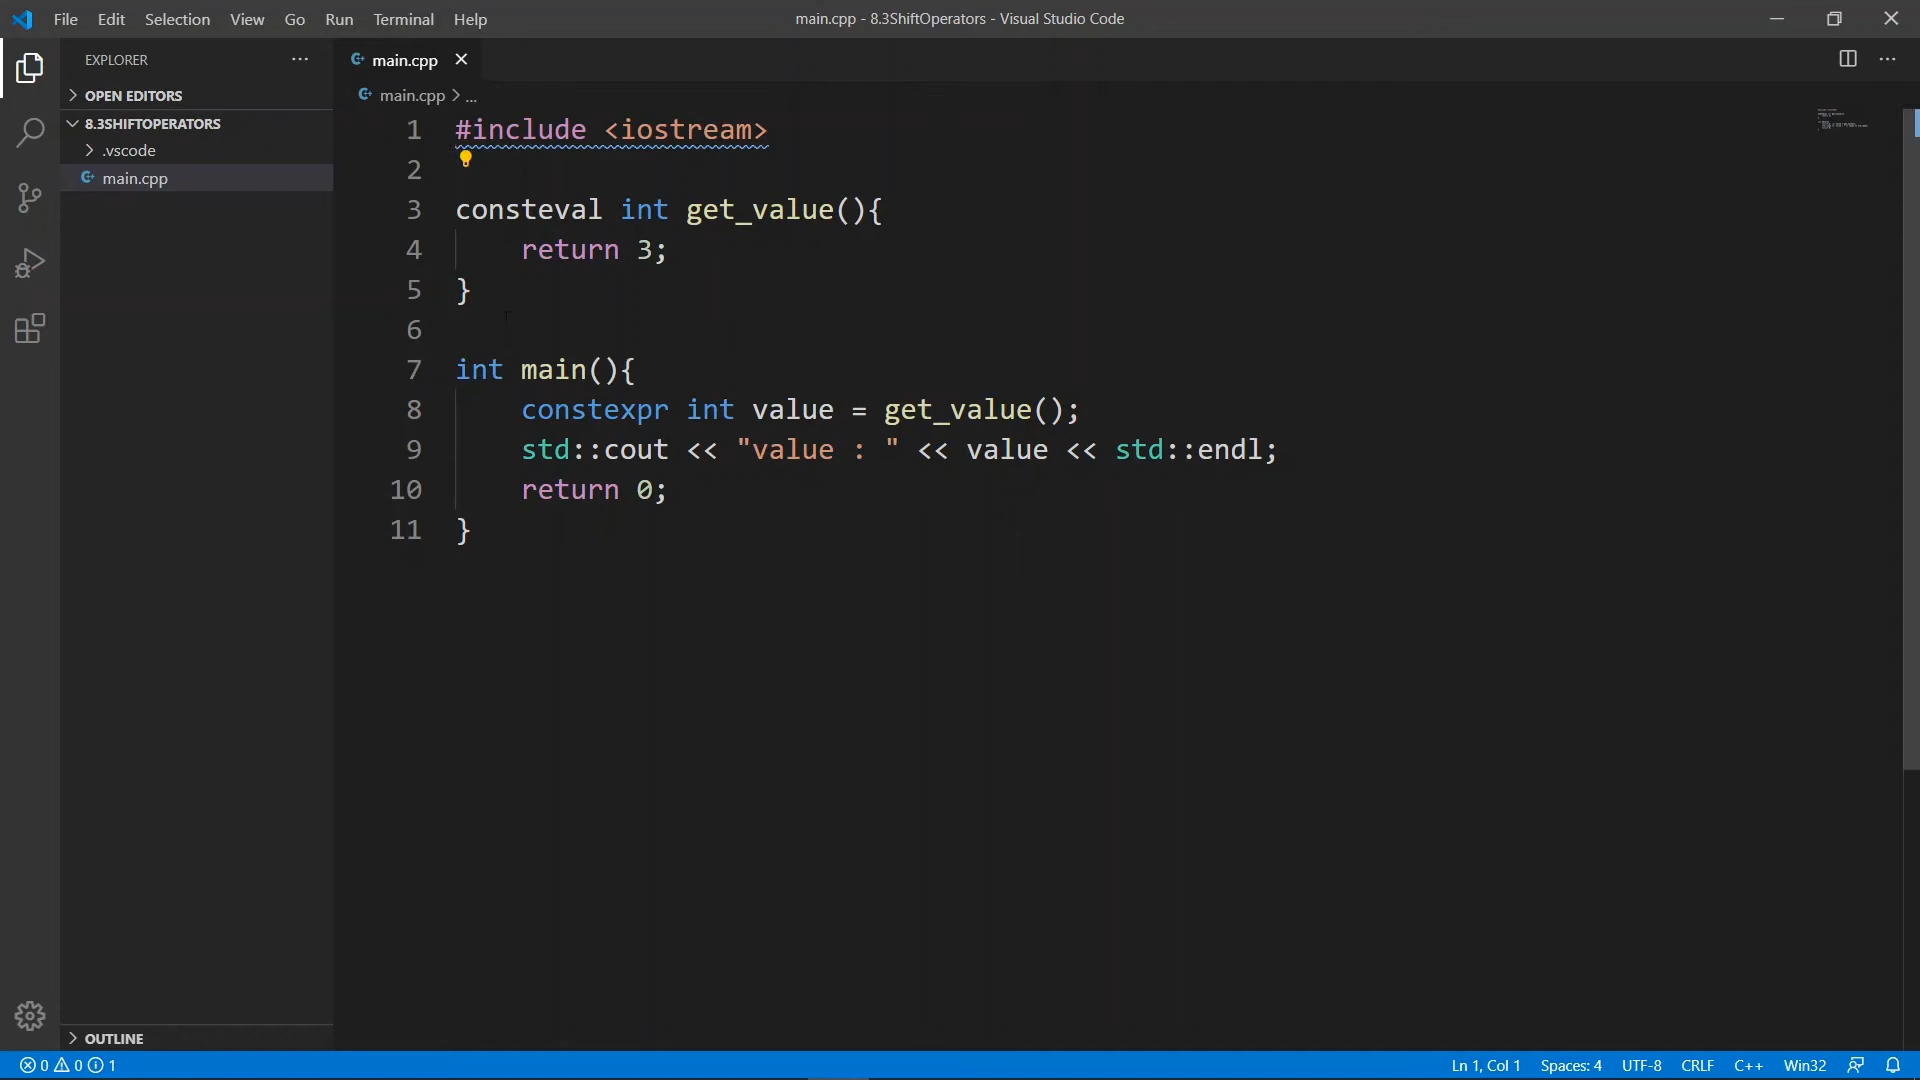 File Edit Selection View Go Run Terminal Help main.cpp - 8.3ShiftOperators - Visual Studio Code
EXPLORER
OPEN EDITORS
8.3SHIFTOPERATORS
.vscode
main.cpp
OUTLINE
main.cpp
main.cpp > ...
1 #include <iostream>
2
3 consteval int get_value(){
4     return 3;
5 }
6
7 int main(){
8     constexpr int value = get_value();
9     std::cout << "value : " << value << std::endl;
10     return 0;
11 }
0 0 1 Ln 1, Col 1 Spaces: 4 UTF-8 CRLF C++ Win32